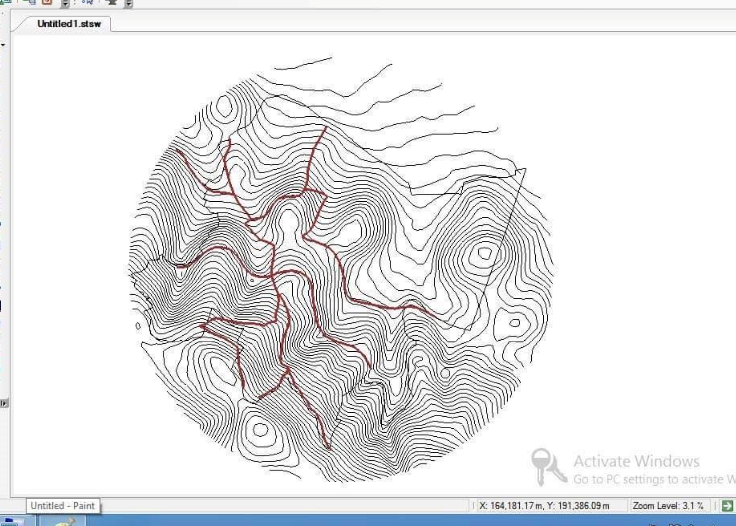 Untitled1.stsw
Activate Windows
Go to PC settings to activate W
Untitled - Paint
X: 164,181.17 m, Y: 191,386.09 m
Zoom Level: 3.1 %